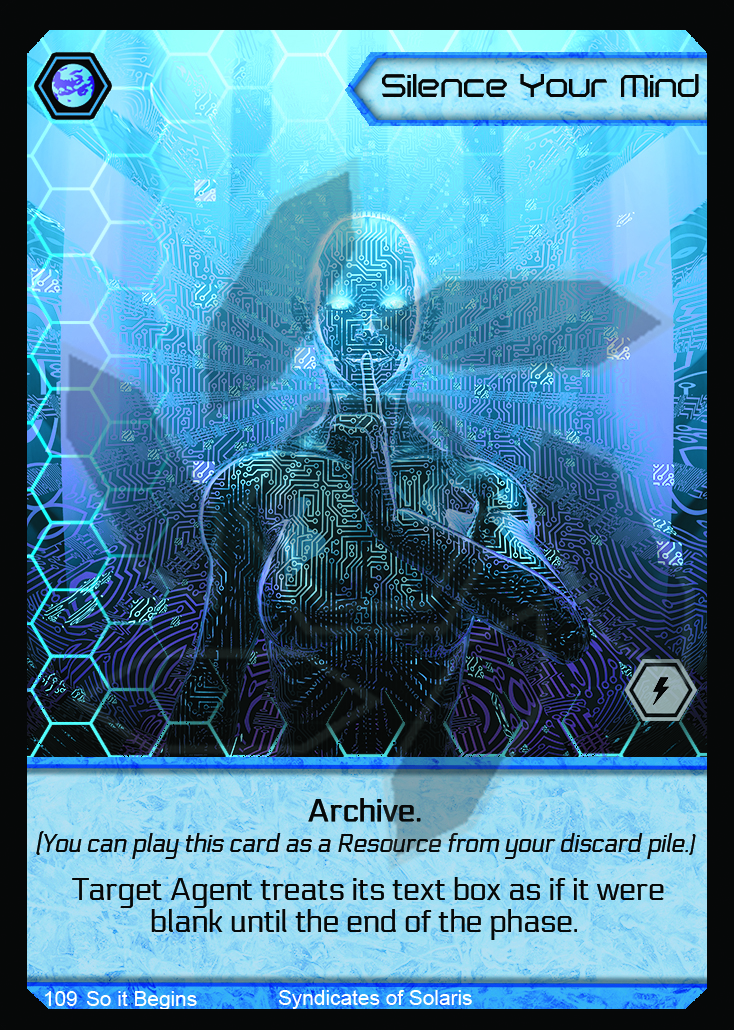 Silence Your Mind
Archive.
(You can play this card as a Resource from your discard pile.)
Target Agent treats its text box as if it were
blank until the end of the phase.
109 So it Begins Syndicates of Solaris